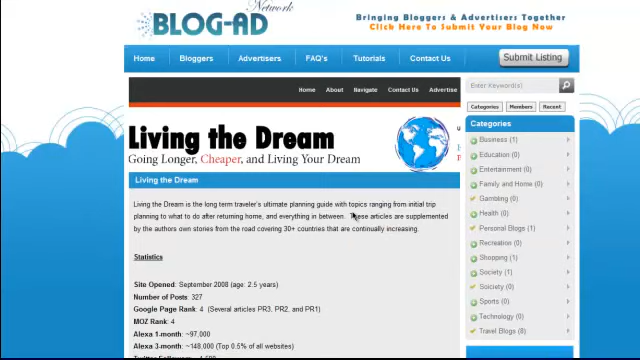 Network
BLOG-AD
Bringing Bloggers & Advertisers Together
Click Here To Submit Your Blog Now
Home Bloggers Advertisers FAQ's Tutorials Contact Us Submit Listing
Home About Navigate Contact Us Advertise
Enter Keyword(s)
Categories Members Recent
Living the Dream
Going Longer, Cheaper, and Living Your Dream
Living the Dream
Living the Dream is the long term traveler's ultimate planning guide with topics ranging from initial trip
planning to what to do after returning home, and everything in between. These articles are supplemented
by the authors own stories from the road covering 30+ countries that are continually increasing.
Statistics
Site Opened: September 2008 (age: 2.5 years)
Number of Posts: 327
Google Page Rank: 4 (Several articles PR3, PR2, and PR1)
MOZ Rank: 4
Alexa 1-month: ~97,000
Alexa 3-month: ~148,000 (Top 0.5% of all websites)
Categories
Business (1)
Education (0)
Entertainment (0)
Family and Home (0)
Gambling (0)
Health (0)
Personal Blogs (1)
Recreation (0)
Shopping (1)
Society (1)
Soiciety (0)
Sports (0)
Technology (0)
Travel Blogs (8)